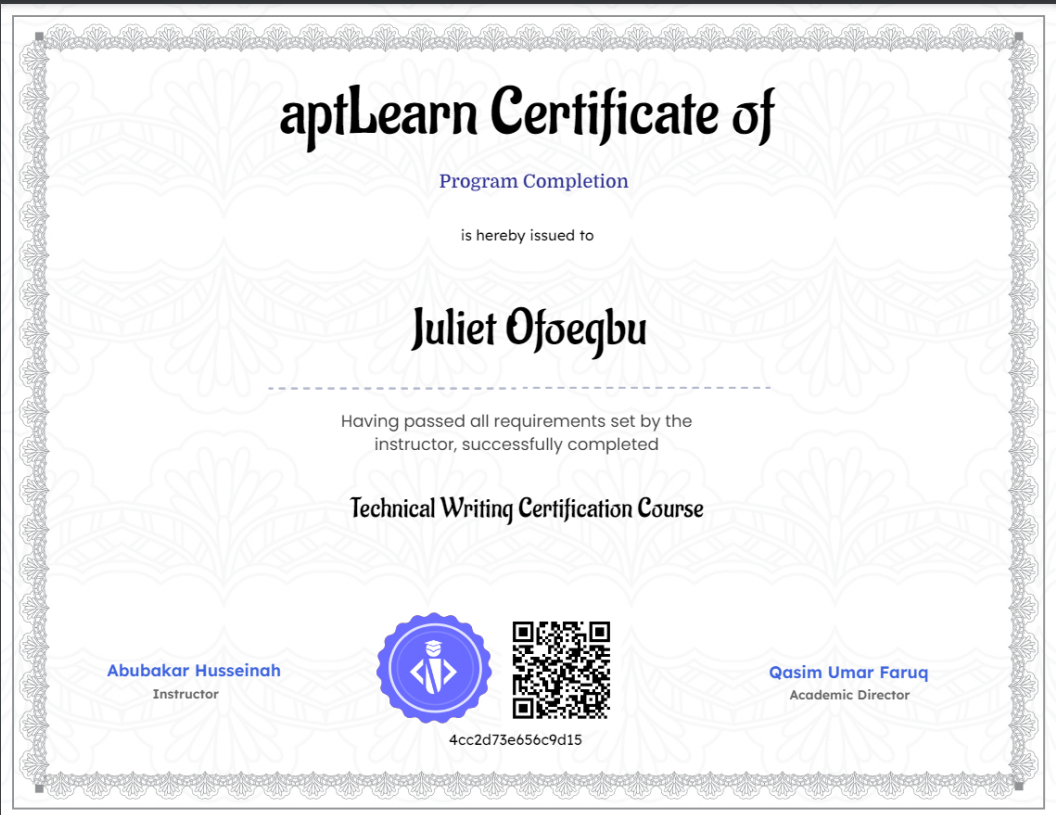 aptLearn Certificate of
Program Completion
is hereby issued to
Juliet Ofoegbu
Having passed all requirements set by the
instructor, successfully completed
Technical Writing Certification Course
Abubakar Husseinah
Instructor
Qasim Umar Faruq
Academic Director
4cc2d73e656c9d15